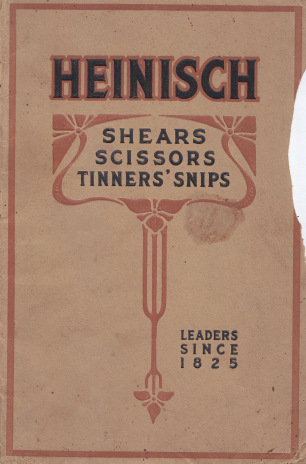 HEINISCH
SHEARS
SCISSORS
TINNERS' SNIPS
LEADERS
SINCE
1825